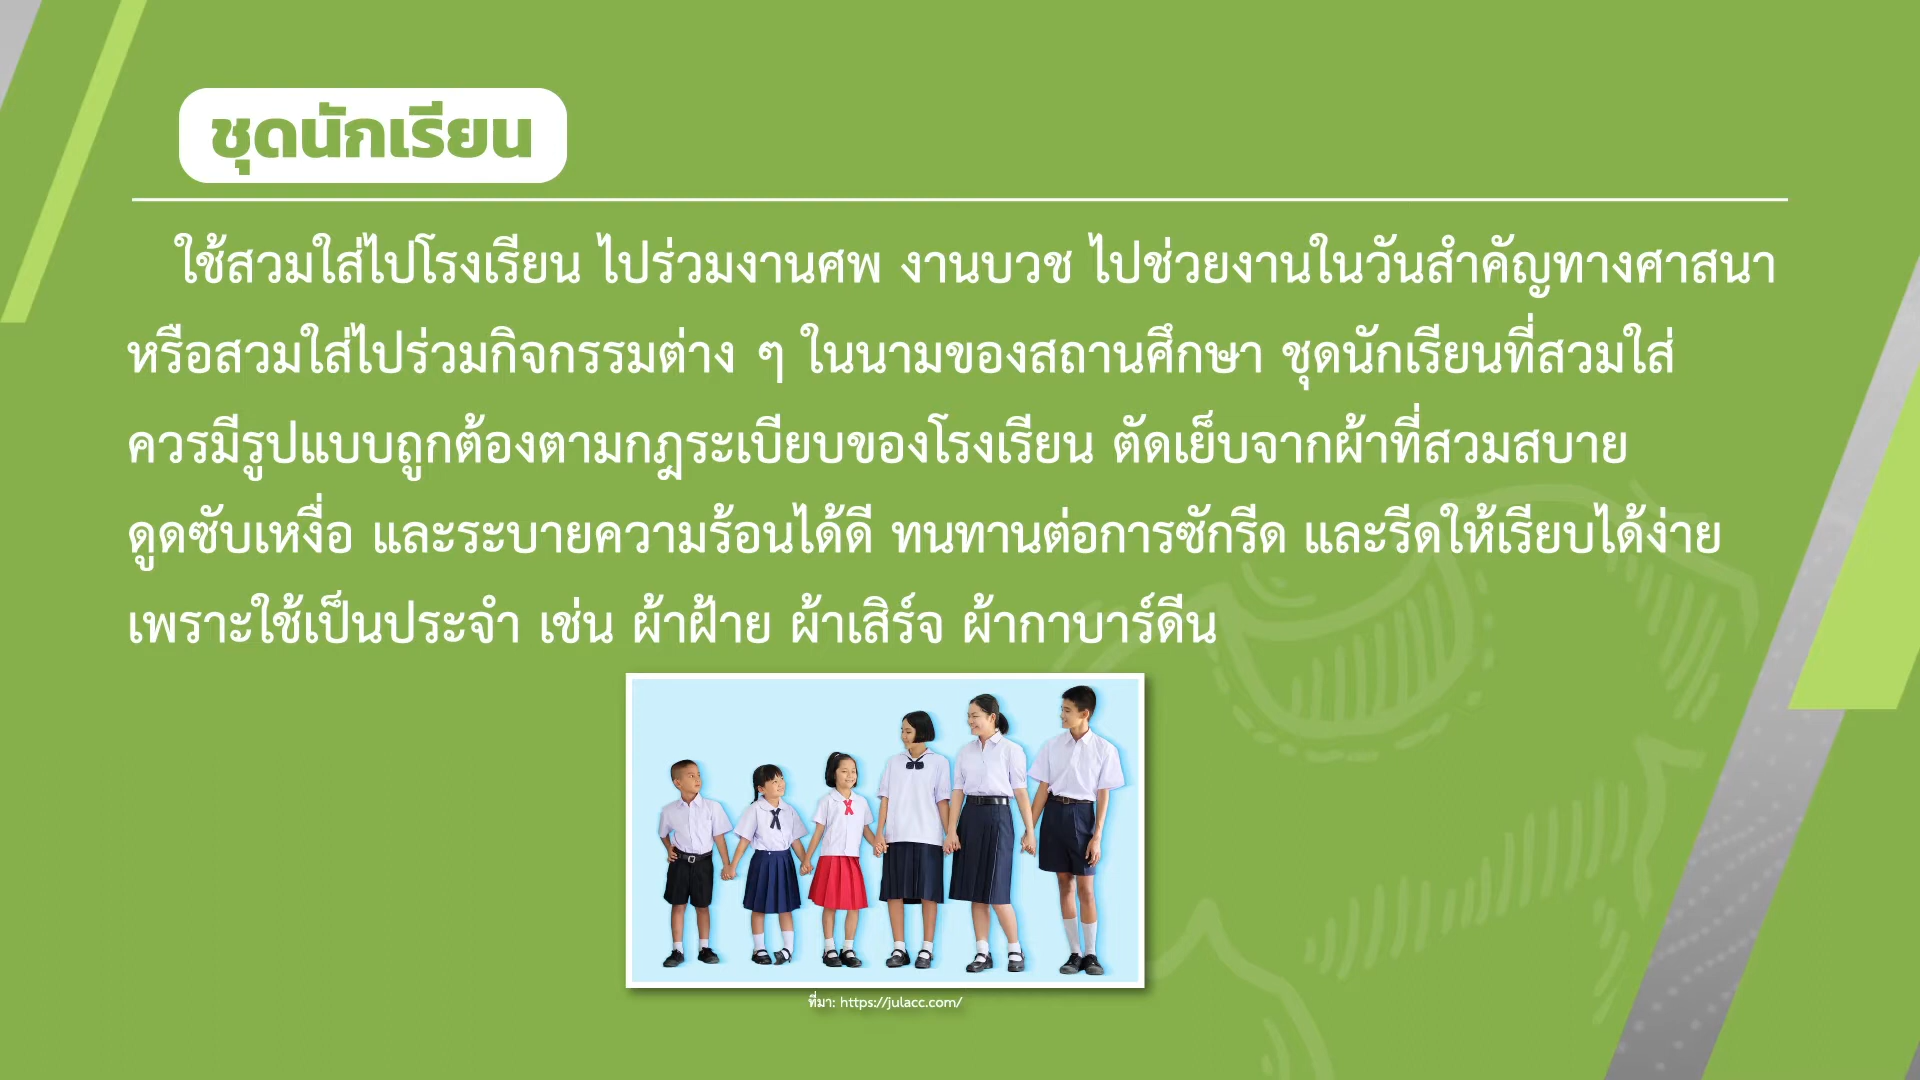 ชุดนักเรียน
ใช้สวมใส่ไปโรงเรียน ไปร่วมงานศพ งานบวช ไปช่วยงานในวันสำคัญทางศาสนา
หรือสวมใส่ไปร่วมกิจกรรมต่าง ๆ ในนามของสถานศึกษา ชุดนักเรียนที่สวมใส่
ควรมีรูปแบบถูกต้องตามกฎระเบียบของโรงเรียน ตัดเย็บจากผ้าที่สวมสบาย
ดูดซับเหงื่อ และระบายความร้อนได้ดี ทนทานต่อการซักรีด และรีดให้เรียบได้ง่าย
เพราะใช้เป็นประจำ เช่น ผ้าฝ้าย ผ้าเสิร์จ ผ้ากาบาร์ดีน
ที่มา: https://julacc.com/